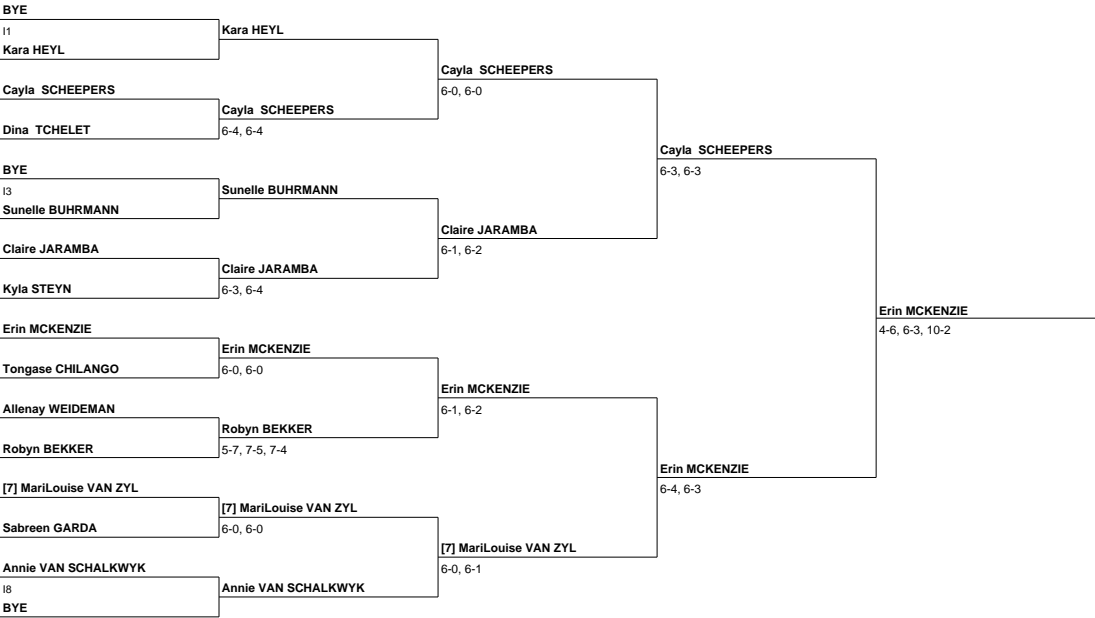 BYE
I1
Kara HEYL
Kara HEYL
Cayla  SCHEEPERS
6-0, 6-0
Cayla  SCHEEPERS
Cayla  SCHEEPERS
6-4, 6-4
Dina  TCHELET
Cayla  SCHEEPERS
6-3, 6-3
BYE
I3
Sunelle BUHRMANN
Sunelle BUHRMANN
Claire JARAMBA
6-1, 6-2
Claire JARAMBA
Claire JARAMBA
6-3, 6-4
Kyla STEYN
Erin MCKENZIE
4-6, 6-3, 10-2
Erin MCKENZIE
Erin MCKENZIE
6-0, 6-0
Tongase CHILANGO
Erin MCKENZIE
6-1, 6-2
Allenay WEIDEMAN
Robyn BEKKER
5-7, 7-5, 7-4
Robyn BEKKER
Erin MCKENZIE
6-4, 6-3
[7] MariLouise VAN ZYL
[7] MariLouise VAN ZYL
6-0, 6-0
Sabreen GARDA
[7] MariLouise VAN ZYL
6-0, 6-1
Annie VAN SCHALKWYK
I8
Annie VAN SCHALKWYK
BYE